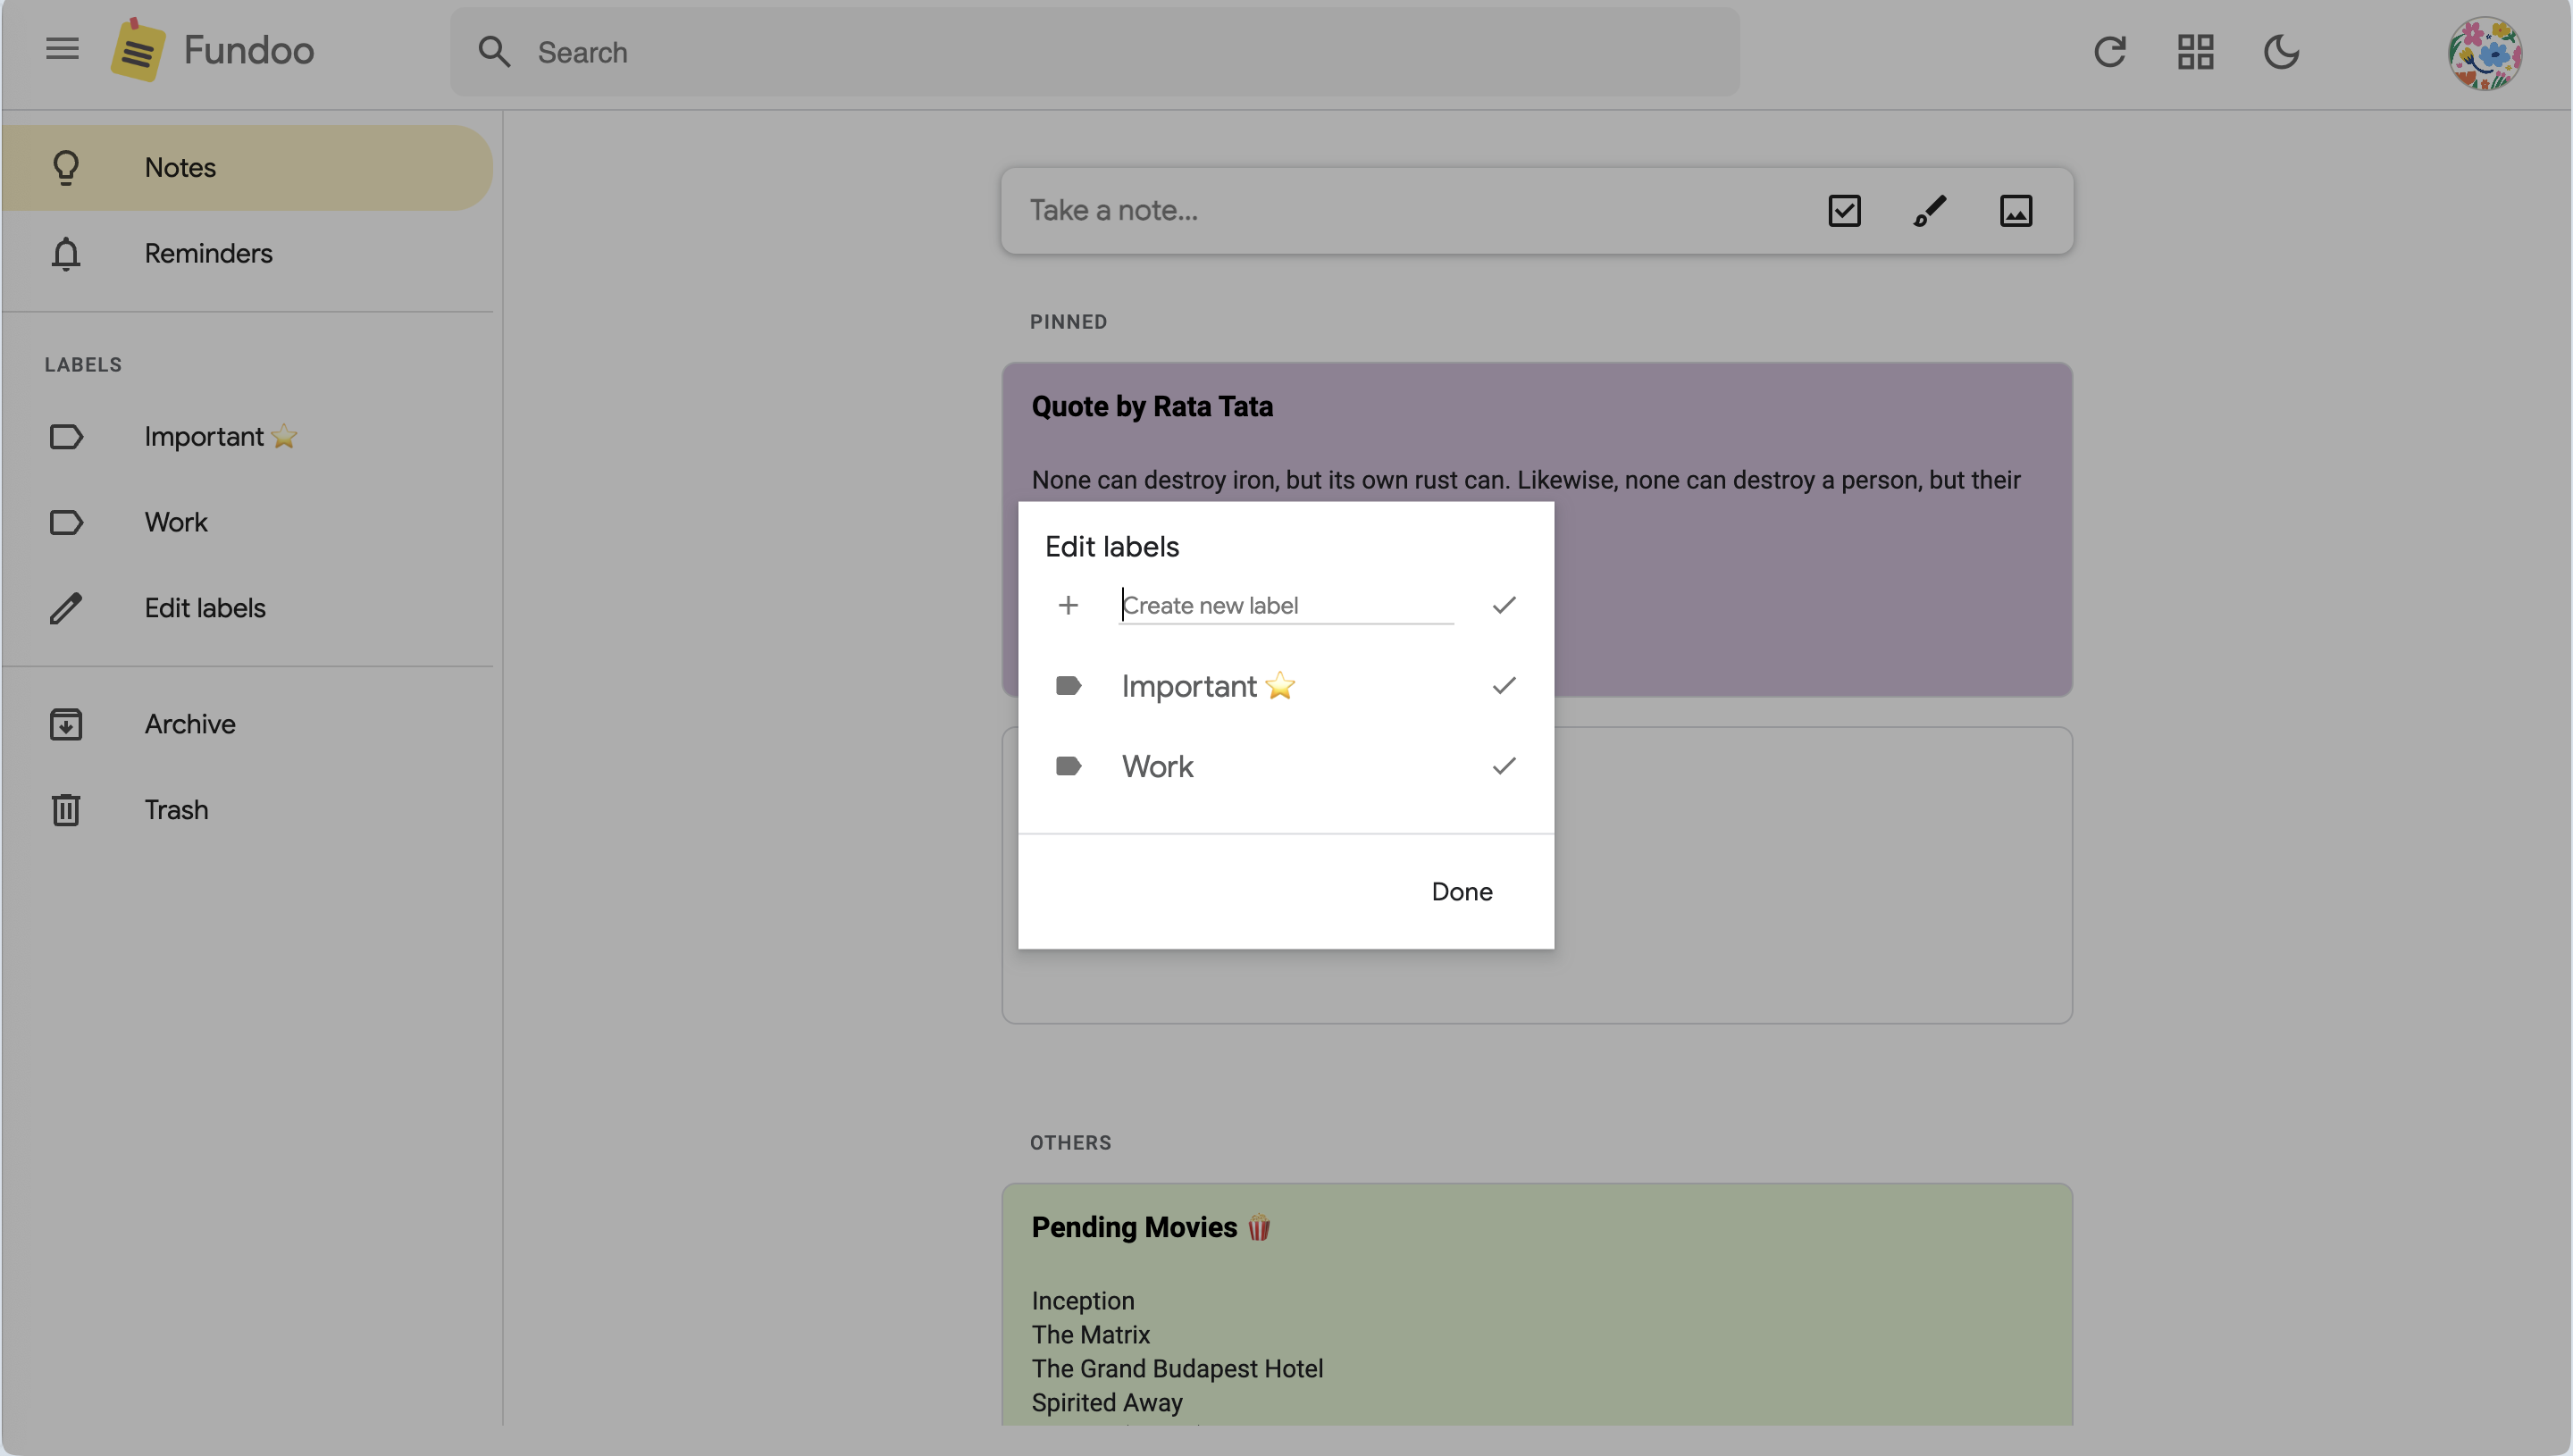 Fundoo
Search
Notes
Reminders
LABELS
Important ⭐
Work
Edit labels
Archive
Trash
Take a note...
PINNED
Quote by Rata Tata
None can destroy iron, but its own rust can. Likewise, none can destroy a person, but their
Edit labels
Create new label
Important ⭐
Work
Done
OTHERS
Pending Movies 🍿
Inception
The Matrix
The Grand Budapest Hotel
Spirited Away